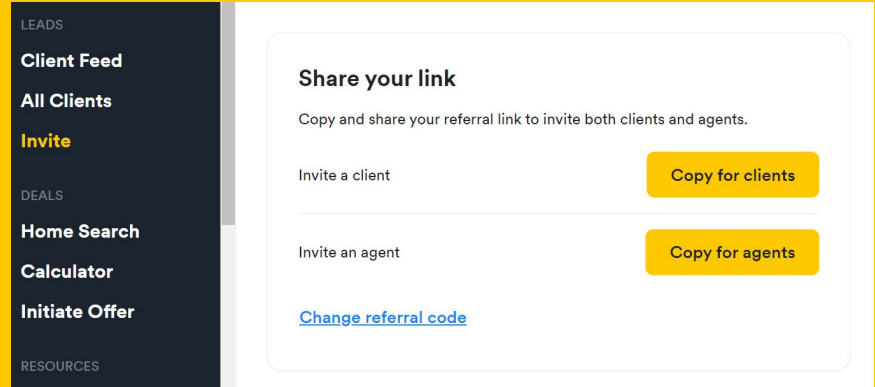 LEADS
Client Feed
All Clients
Invite
DEALS
Home Search
Calculator
Initiate Offer
RESOURCES
Share your link
Copy and share your referral link to invite both clients and agents.
Invite a client
Copy for clients
Invite an agent
Copy for agents
Change referral code